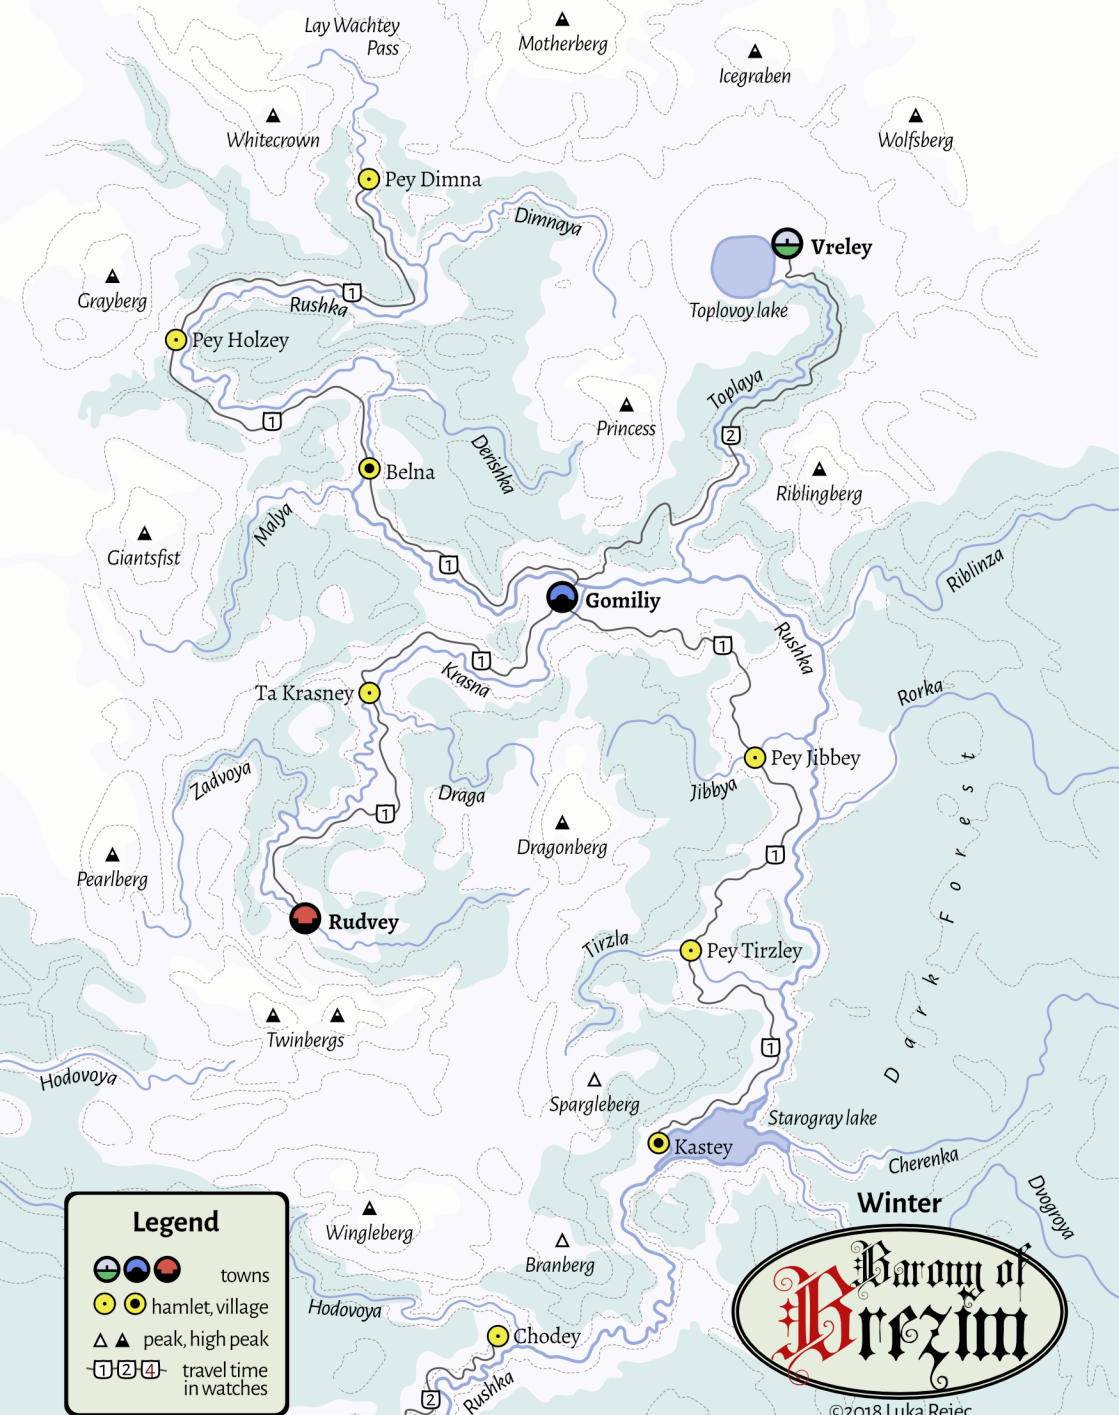 Lay Wachtey
Pass
Motherberg
Icegraben
Whitecrown
Wolfsberg
Pey Dimna
Dimnaya
Vreley
Grayberg
1
Rushka
Toplovoy lake
Pey Holzey
Toplaya
Princess
1
2
Derishka
Belna
Riblingberg
Malya
Giantsfist
1
Riblinza
Gomiliy
Rushka
1
1
Krasna
Ta Krasney
Rorka
Zadvoya
Pey Jibbey
Jibbya
Draga
1
Dragonberg
1
Pearlberg
Dark Forest
Rudvey
Tirzla
Pey Tirzley
Twinbergs
1
Hodovoya
Spargleberg
Starogray lake
Kastey
Cherenka
Dvogroya
Wingleberg
Branberg
Hodovoya
Chodey
2
Rushka
Legend
towns
hamlet, village
peak, high peak
1 2 4 travel time
in watches
Winter
Barony of
Brezim
©2018 Luka Rejec